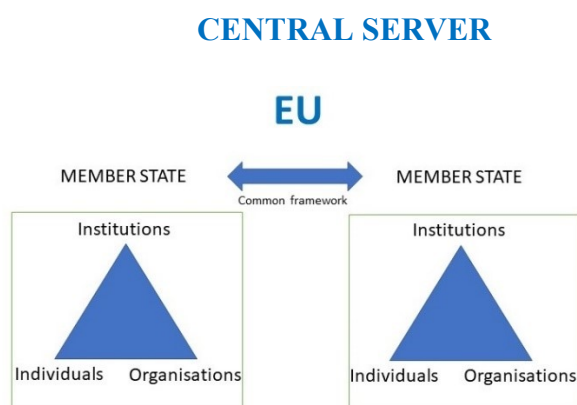 CENTRAL SERVER
EU
MEMBER STATE MEMBER STATE
Common framework
Institutions Institutions
Individuals Organisations Individuals Organisations